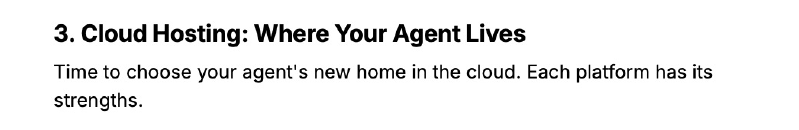 3. Cloud Hosting: Where Your Agent Lives
Time to choose your agent's new home in the cloud. Each platform has its
strengths.